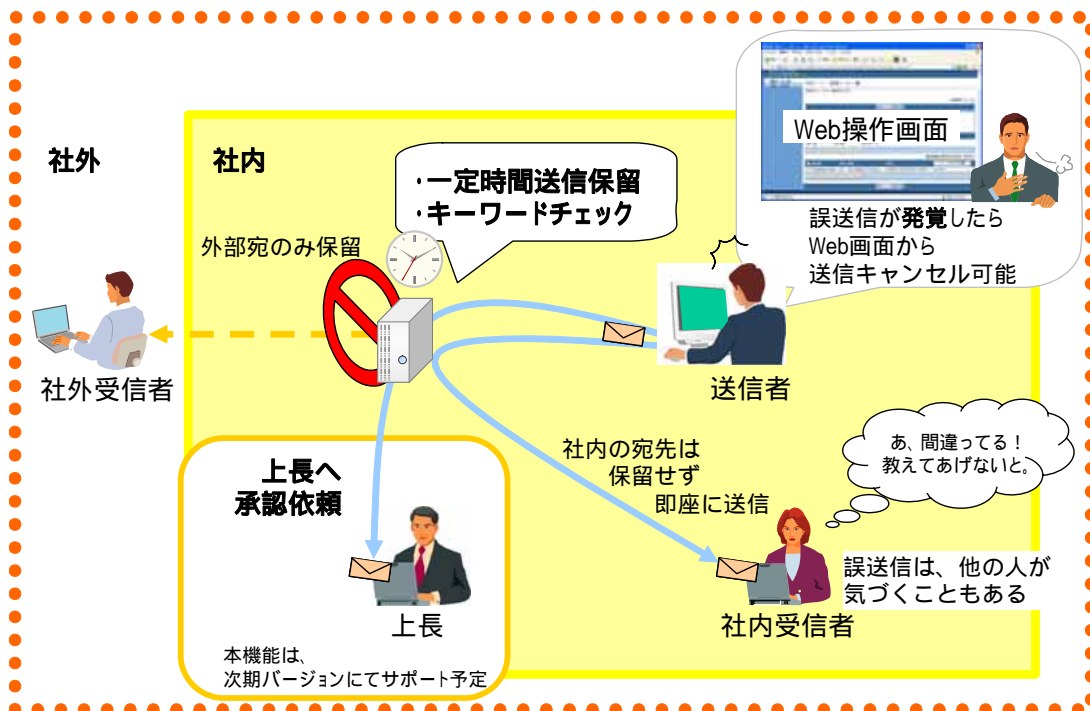 Web操作画面
誤送信が発覚したら
Web画面から
送信キャンセル可能
社外
社内
・一定時間送信保留
・キーワードチェック
外部宛のみ保留
社外受信者
送信者
あ、間違ってる！
教えてあげないと。
社内の宛先は
保留せず
即座に送信
上長へ
承認依頼
誤送信は、他の人が
気づくこともある
上長
社内受信者
本機能は、
次期バージョンにてサポート予定